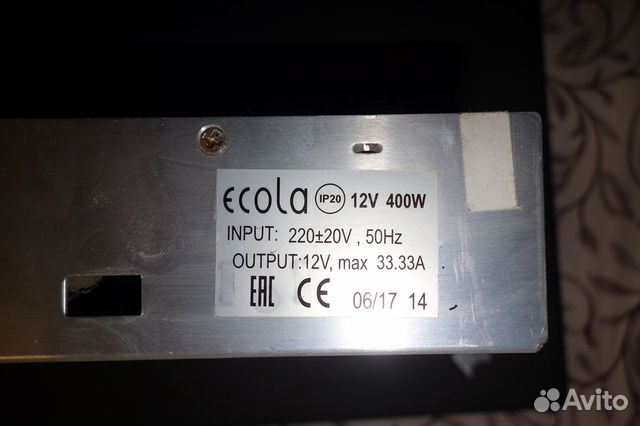 ecola IP20 12V 400W
INPUT: 220±20V , 50Hz
OUTPUT:12V, max 33.33A
EAC CE 06/17 14
Avito